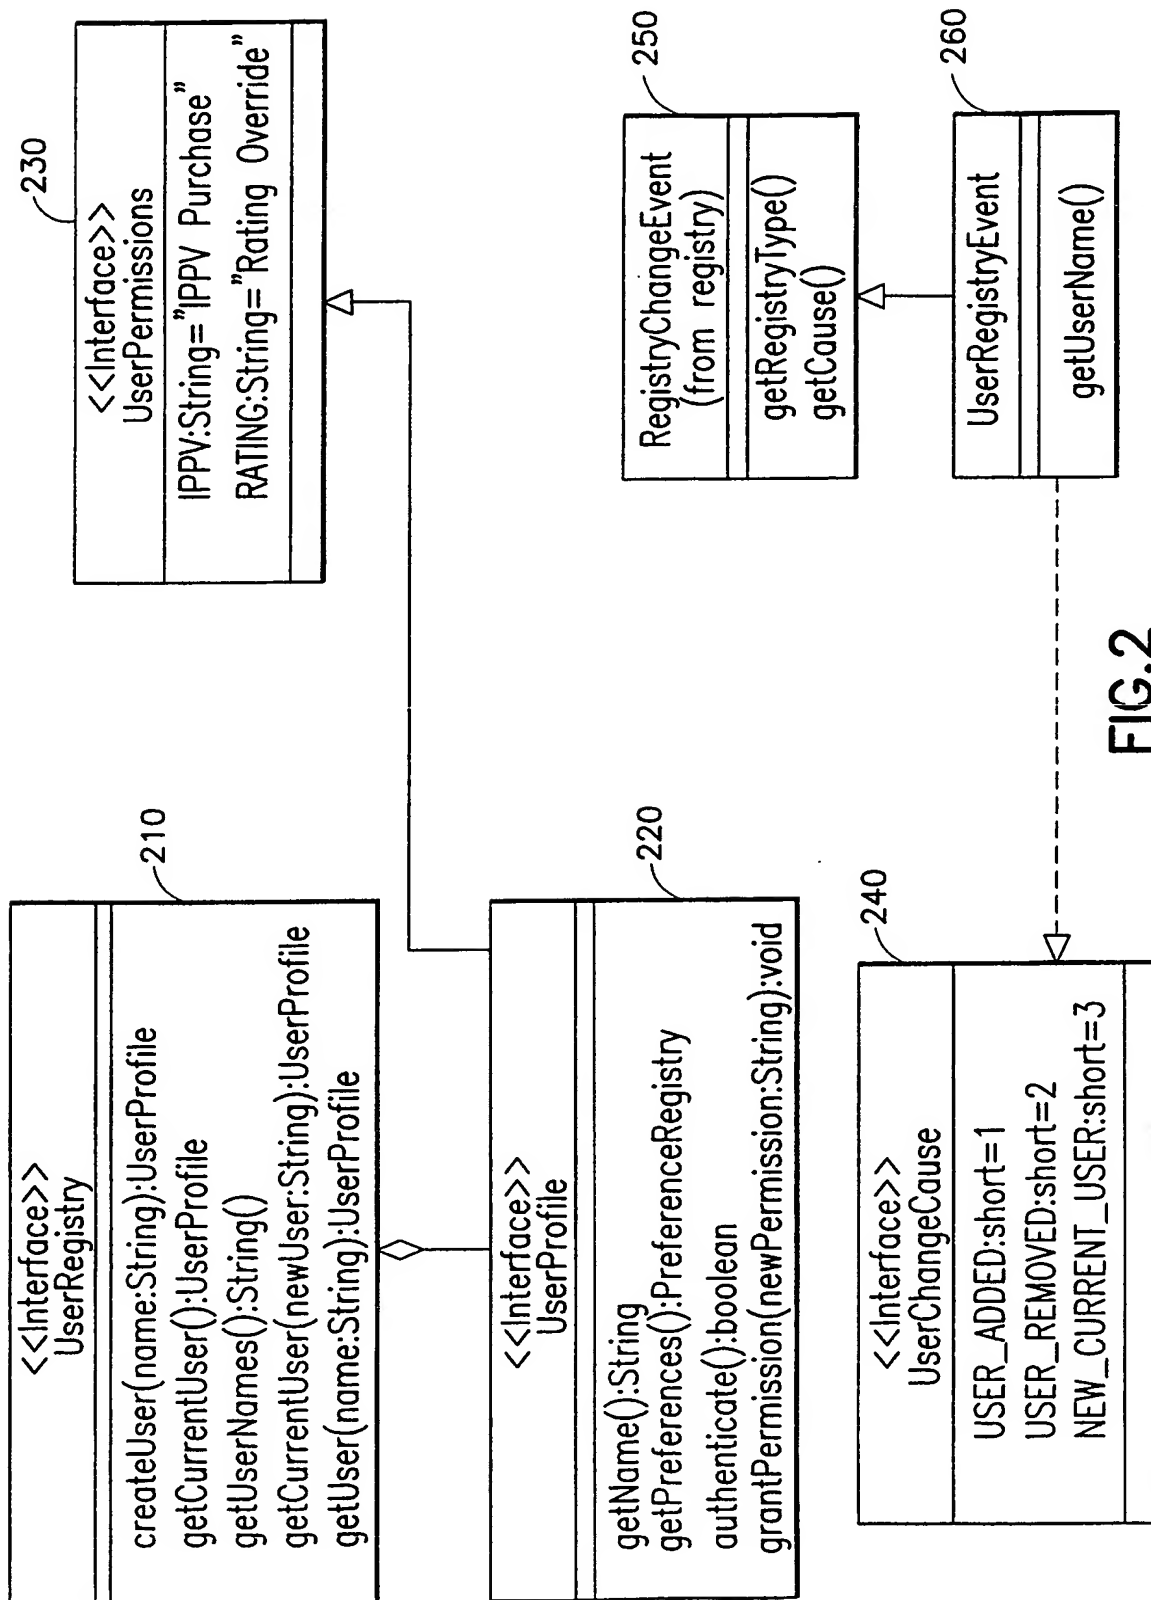 <<Interface>>
UserRegistry
createUser(name:String):UserProfile
getCurrentUser():UserProfile
getUserNames():String()
getCurrentUser(newUser:String):UserProfile
getUser(name:String):UserProfile
210
<<Interface>>
UserPermissions
IPPV:String="IPPV Purchase"
RATING:String="Rating Override"
230
<<Interface>>
UserProfile
getName():String
getPreferences():PreferenceRegistry
authenticate():boolean
grantPermission(newPermission:String):void
220
RegistryChangeEvent
(from registry)
getRegistryType()
getCause()
250
<<Interface>>
UserChangeCause
USER_ADDED:short=1
USER_REMOVED:short=2
NEW_CURRENT_USER:short=3
240
UserRegistryEvent
getUserName()
260
FIG.2